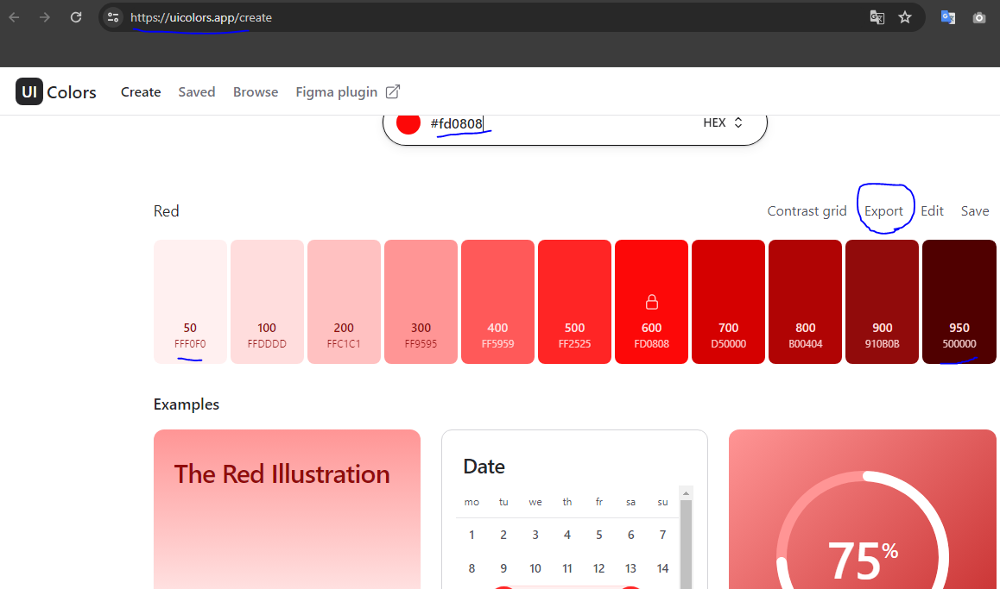 https://uicolors.app/create
UI Colors Create Saved Browse Figma plugin
#fd0808 HEX
Red Contrast grid Export Edit Save
50 100 200 300 400 500 600 700 800 900 950
FFF0F0 FFDDDD FFC1C1 FF9595 FF5959 FF2525 FD0808 D50000 B00404 910B0B 500000
Examples
The Red Illustration
Date
mo tu we th fr sa su
1 2 3 4 5 6 7
8 9 10 11 12 13 14
75%